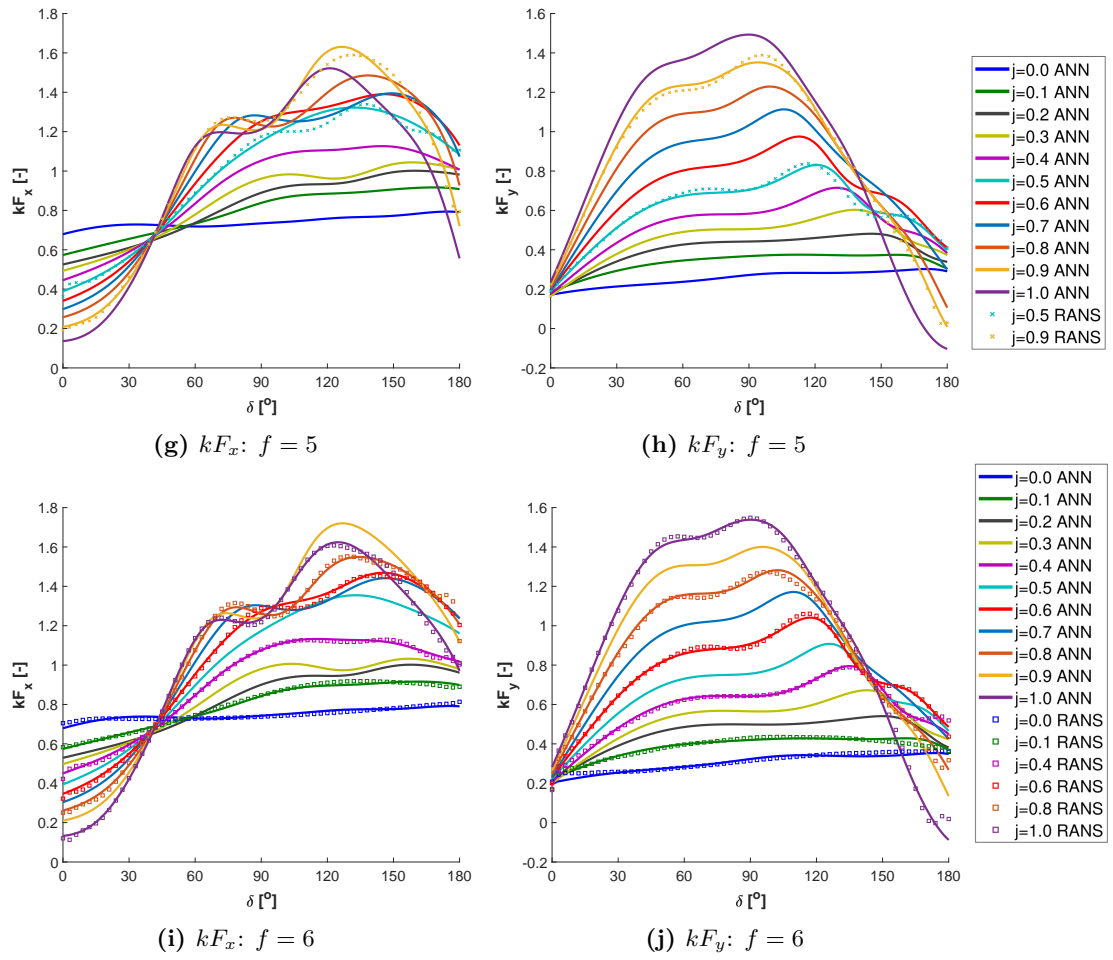 1.8
1.6
1.4
1.2
1
0.8
0.6
0.4
0.2
0
kFx [-]
0 30 60 90 120 150 180
δ [o]
(g) kFx: f = 5
1.6
1.4
1.2
1
0.8
0.6
0.4
0.2
0
-0.2
kFy [-]
0 30 60 90 120 150 180
δ [o]
(h) kFy: f = 5
j=0.0 ANN
j=0.1 ANN
j=0.2 ANN
j=0.3 ANN
j=0.4 ANN
j=0.5 ANN
j=0.6 ANN
j=0.7 ANN
j=0.8 ANN
j=0.9 ANN
j=1.0 ANN
j=0.5 RANS
j=0.9 RANS
1.8
1.6
1.4
1.2
1
0.8
0.6
0.4
0.2
0
kFx [-]
0 30 60 90 120 150 180
δ [o]
(i) kFx: f = 6
1.6
1.4
1.2
1
0.8
0.6
0.4
0.2
0
-0.2
kFy [-]
0 30 60 90 120 150 180
δ [o]
(j) kFy: f = 6
j=0.0 ANN
j=0.1 ANN
j=0.2 ANN
j=0.3 ANN
j=0.4 ANN
j=0.5 ANN
j=0.6 ANN
j=0.7 ANN
j=0.8 ANN
j=0.9 ANN
j=1.0 ANN
j=0.0 RANS
j=0.1 RANS
j=0.4 RANS
j=0.6 RANS
j=0.8 RANS
j=1.0 RANS